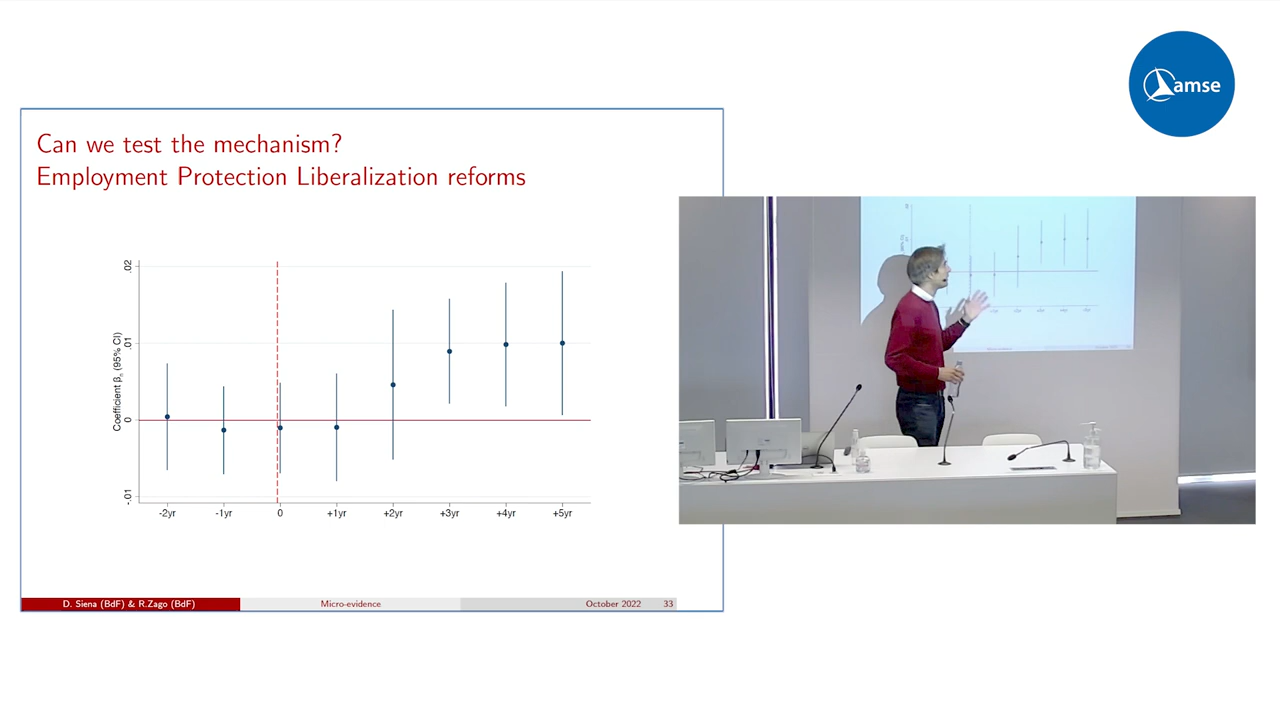 amse
Can we test the mechanism?
Employment Protection Liberalization reforms
Coefficient βn (95% CI)
.02
.01
0
-.01
-2yr -1yr 0 +1yr +2yr +3yr +4yr +5yr
D. Siena (BdF) & R.Zago (BdF) Micro-evidence October 2022 33